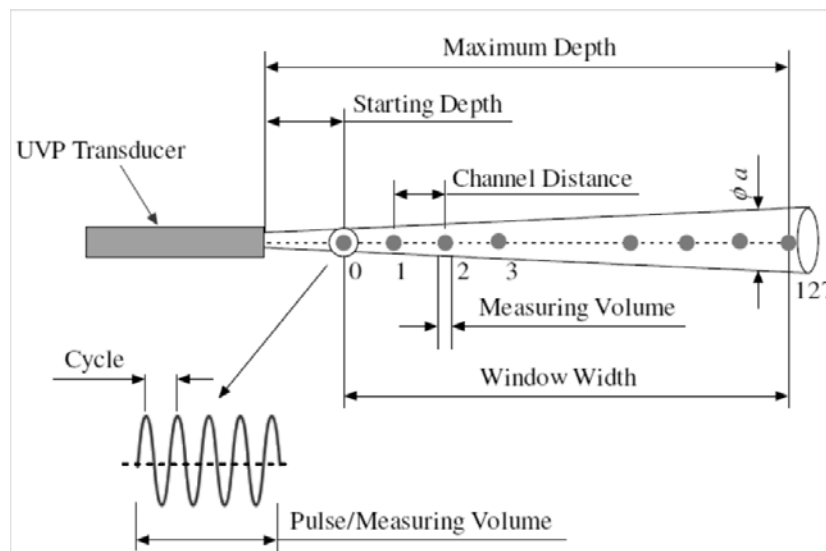 Maximum Depth
Starting Depth
UVP Transducer
Channel Distance
ϕ a
0
1
2
3
127
Measuring Volume
Cycle
Window Width
Pulse/Measuring Volume